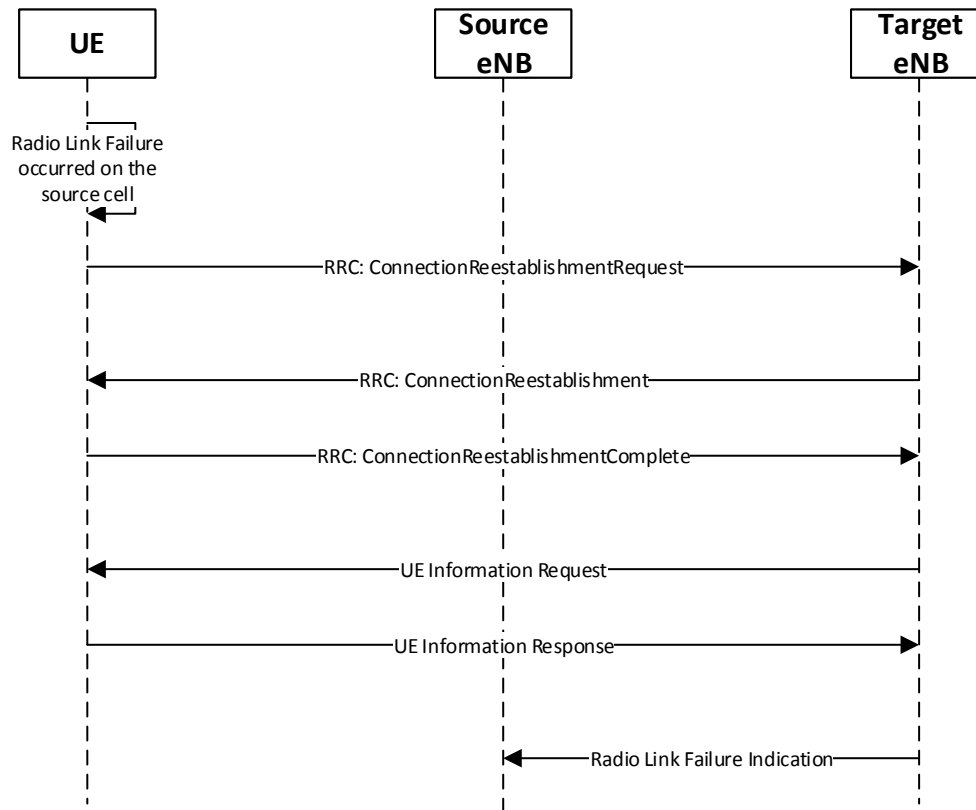 UE
Source
eNB
Target
eNB
Radio Link Failure
occurred on the
source cell
RRC: ConnectionReestablishmentRequest
RRC: ConnectionReestablishment
RRC: ConnectionReestablishmentComplete
UE Information Request
UE Information Response
Radio Link Failure Indication